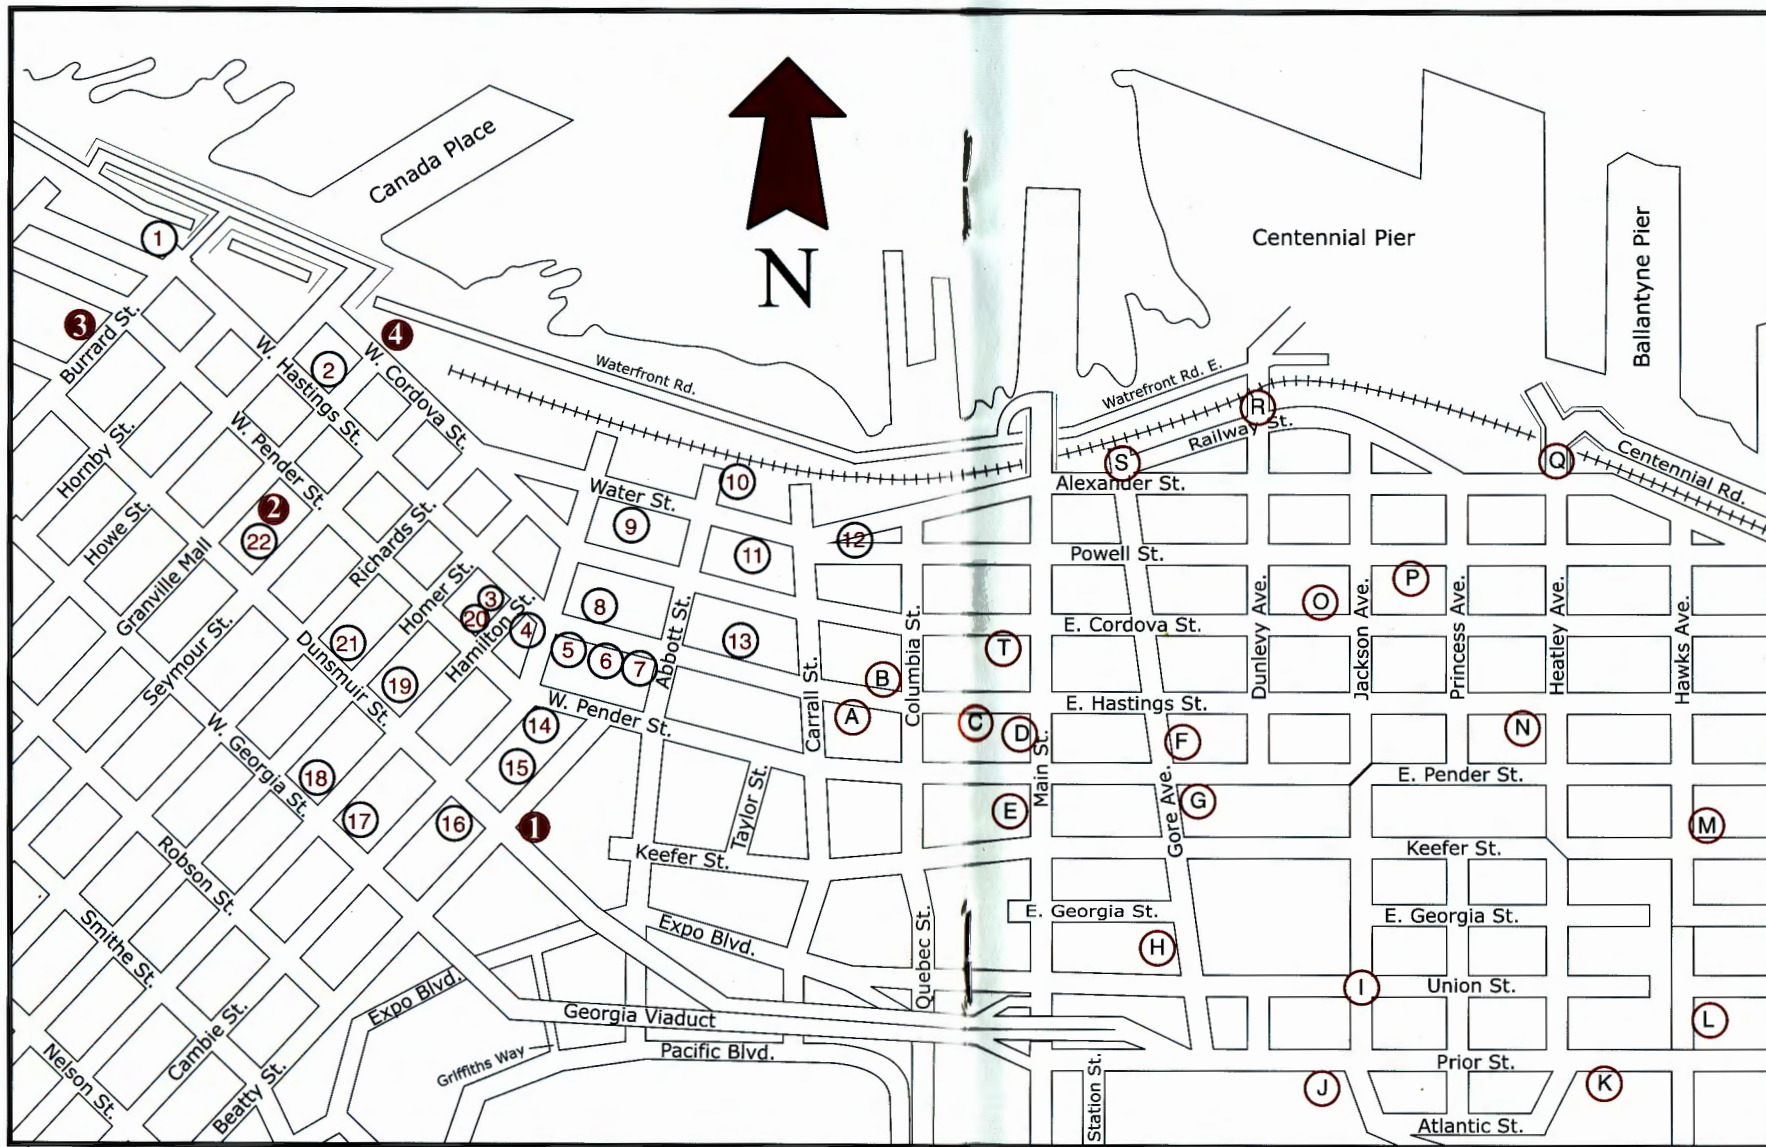 Canada Place
N
Centennial Pier
Ballantyne Pier
1
3
Burrard St.
4
2
W. Hastings St.
W. Cordova St.
Waterfront Rd.
Watrefront Rd. E.
R
Railway St.
S
Q
Centennial Rd.
Hornby St.
W. Pender St.
2
22
Howe St.
Granville Mall
Richards St.
Water St.
10
Alexander St.
9
11
12
Powell St.
Homer St.
3
20
Hamilton St.
4
8
Abbott St.
13
5
6
7
Seymour St.
21
Dunsmuir St.
19
Carrall St.
Columbia St.
E. Cordova St.
Dunlevy Ave.
O
Jackson Ave.
P
Princess Ave.
Heatley Ave.
Hawks Ave.
T
B
A
E. Hastings St.
C
D
Main St.
F
N
W. Pender St.
14
15
W. Georgia St.
18
17
16
1
Taylor St.
E. Pender St.
E
Gore Ave.
G
M
Keefer St.
Keefer St.
Robson St.
Smithe St.
Expo Blvd.
Quebec St.
E. Georgia St.
E. Georgia St.
H
I
Union St.
L
Expo Blvd.
Georgia Viaduct
Cambie St.
Nelson St.
Beatty St.
Griffiths Way
Pacific Blvd.
Station St.
Prior St.
J
K
Atlantic St.